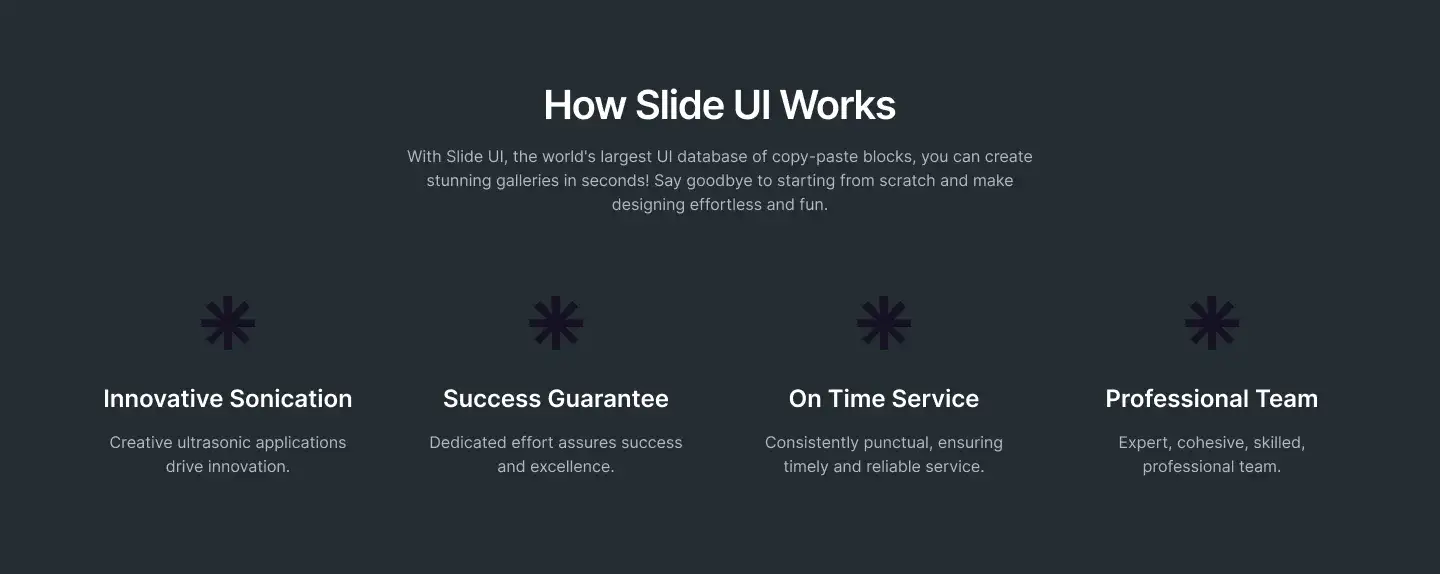 How Slide UI Works
With Slide UI, the world's largest UI database of copy-paste blocks, you can create
stunning galleries in seconds! Say goodbye to starting from scratch and make
designing effortless and fun.
Innovative Sonication
Creative ultrasonic applications
drive innovation.
Success Guarantee
Dedicated effort assures success
and excellence.
On Time Service
Consistently punctual, ensuring
timely and reliable service.
Professional Team
Expert, cohesive, skilled,
professional team.